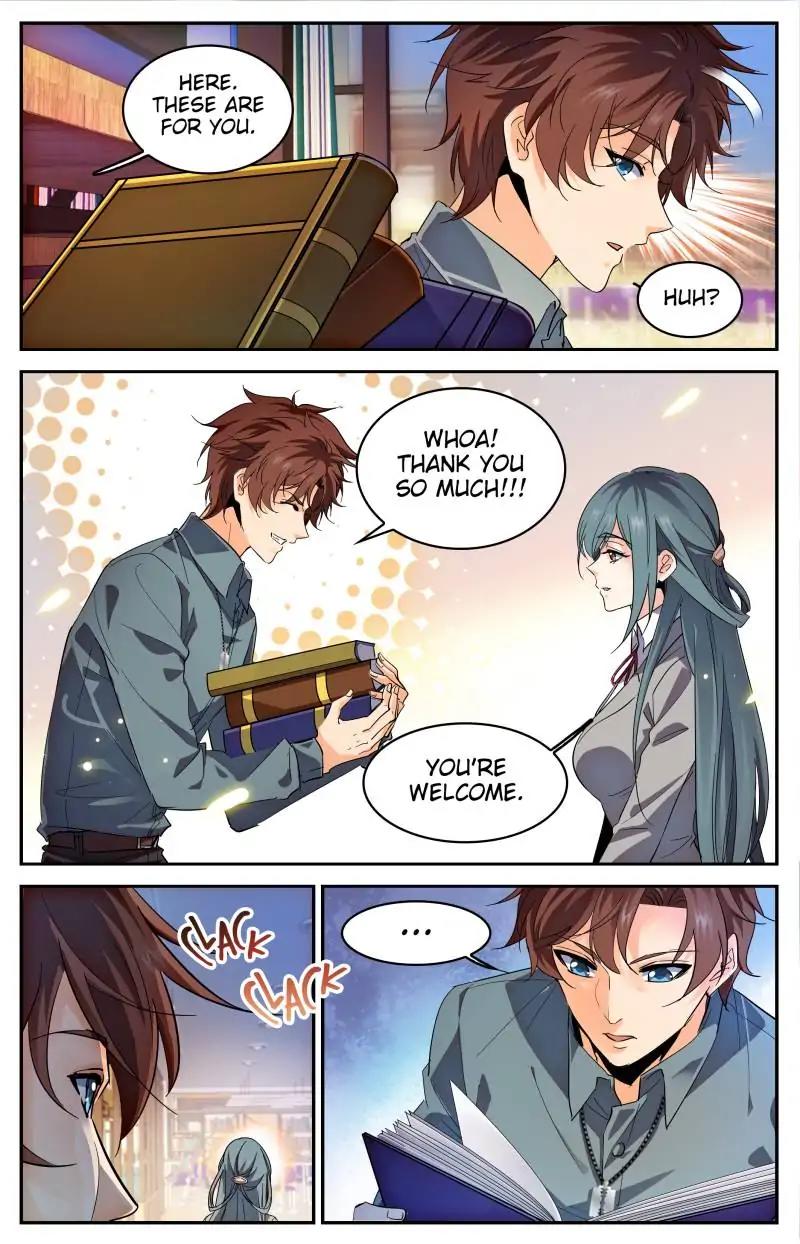 HERE.
THESE ARE
FOR YOU.
HUH?
WHOA!
THANK YOU
SO MUCH!!!
YOU'RE
WELCOME.
CLACK
CLACK
...